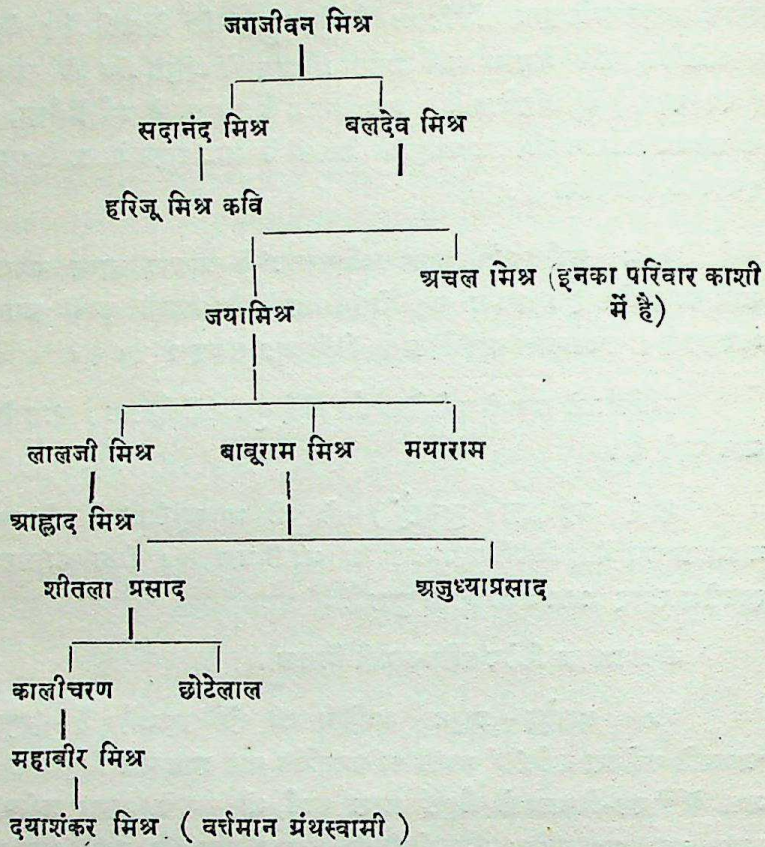 जगजीवन मिश्र
सदानंद मिश्र बलदेव मिश्र
हरिजू मिश्र कवि
अचल मिश्र (इनका परिवार काशी
में है)
जयामिश्र
लालजी मिश्र बाबूराम मिश्र मयाराम
आह्लाद मिश्र
शीतला प्रसाद अजुध्याप्रसाद
कालीचरण छोटेलाल
महाबीर मिश्र
दयाशंकर मिश्र ( वर्त्तमान ग्रंथस्वामी )